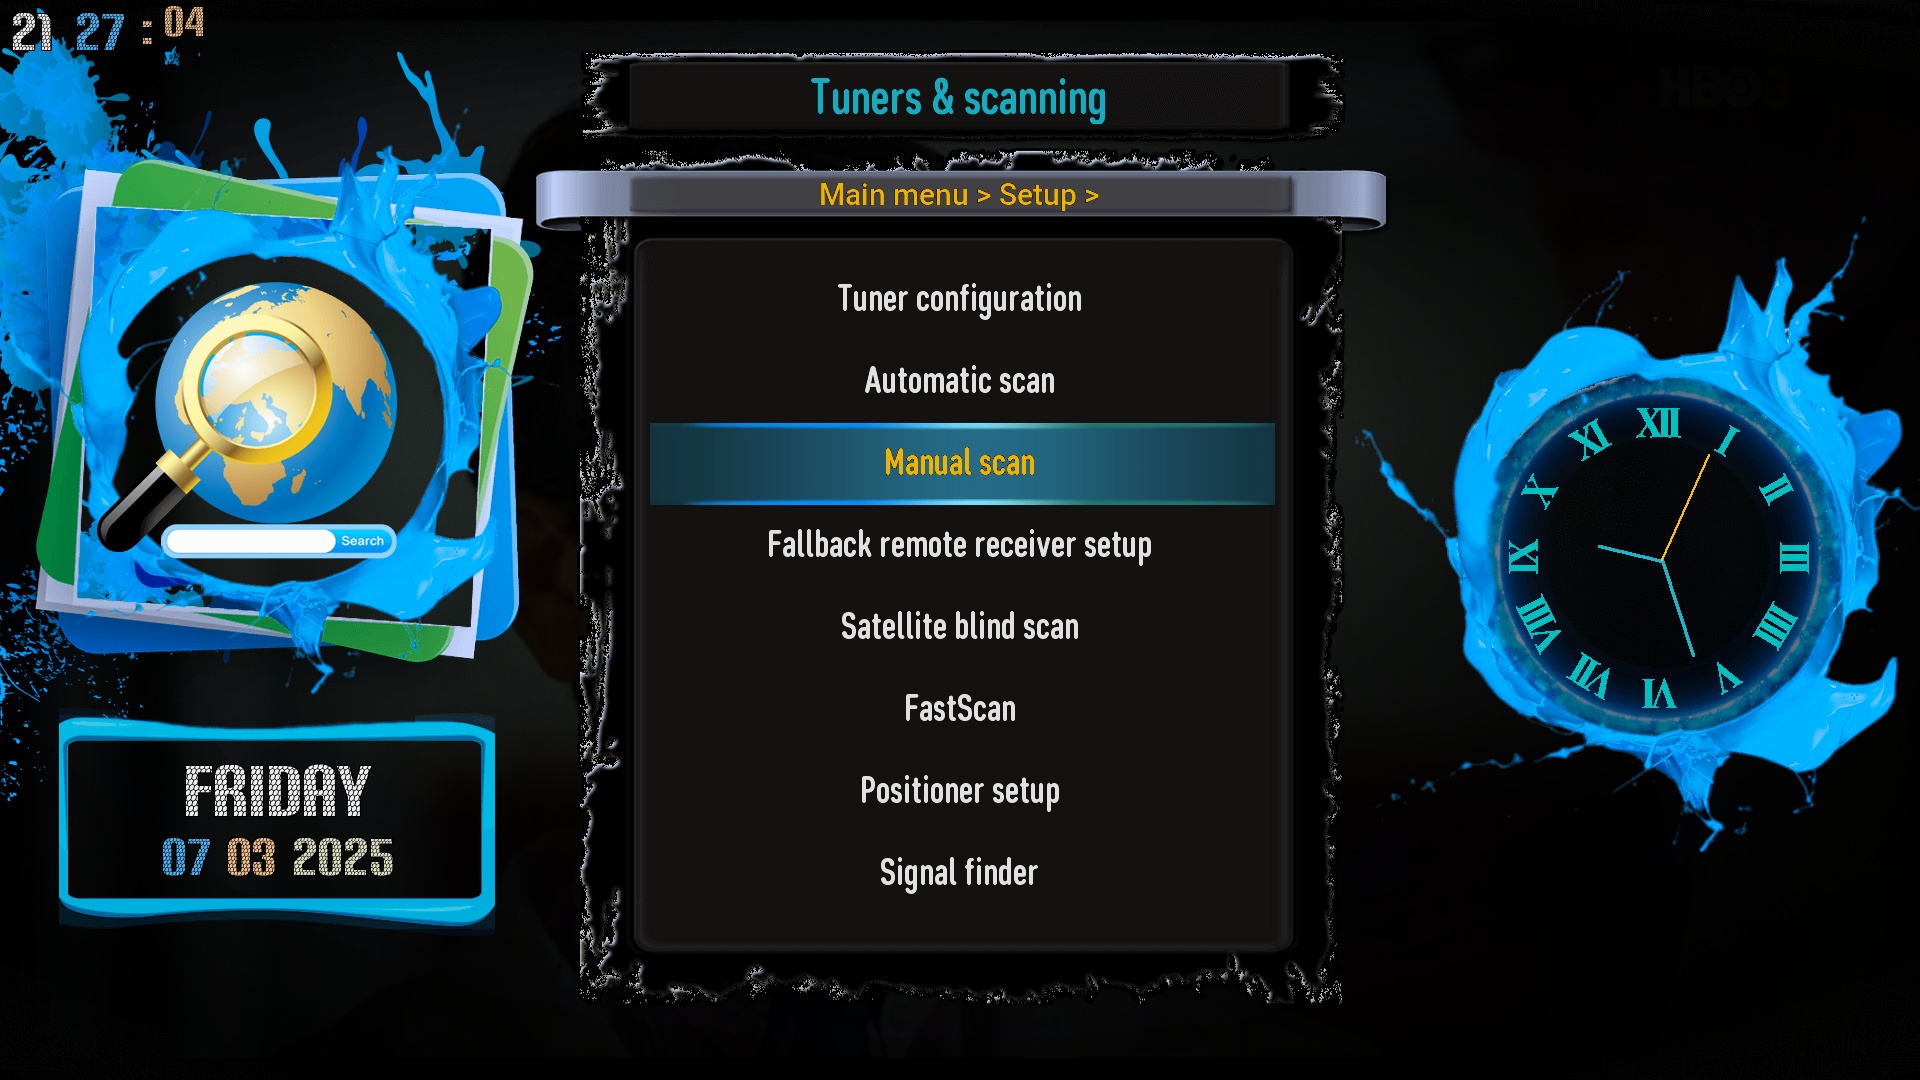 21 27 : 04
Tuners & scanning
Main menu > Setup >
Tuner configuration
Automatic scan
Manual scan
Fallback remote receiver setup
Satellite blind scan
FastScan
Positioner setup
Signal finder
Search
FRIDAY
07 03 2025
XII
I
II
III
IIII
V
VI
VII
VIII
IX
X
XI
HBO